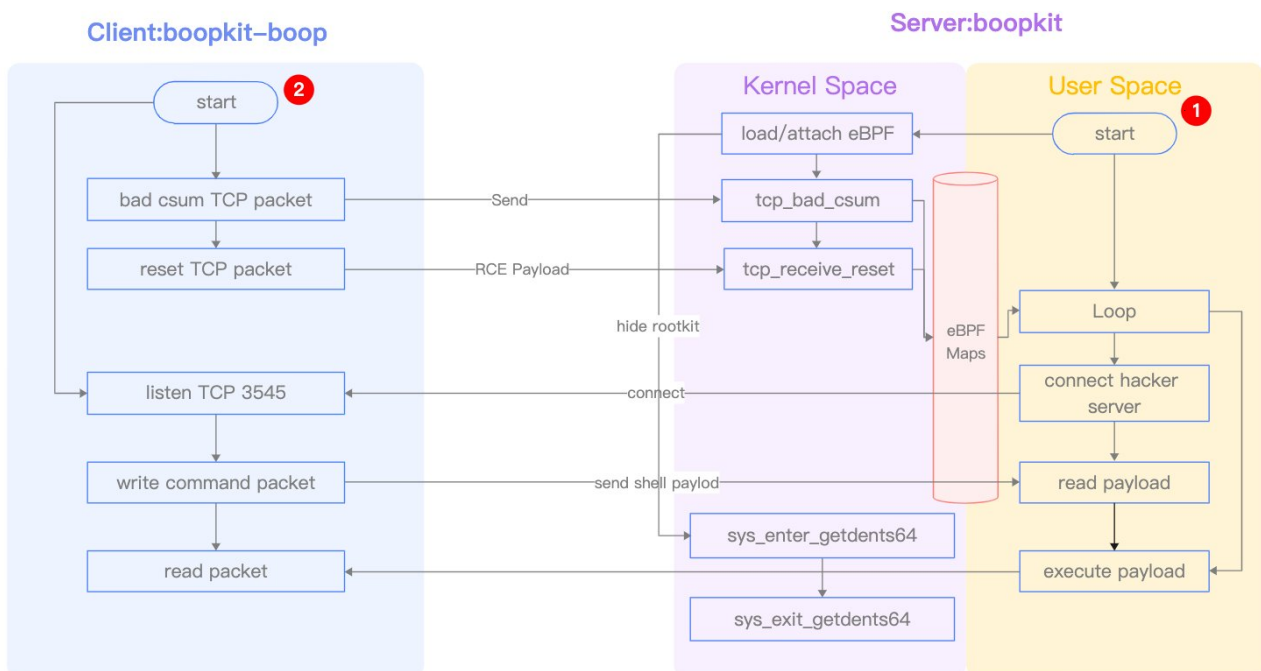 Client:boopkit-boop
Server:boopkit
Kernel Space
User Space
2
start
1
start
load/attach eBPF
bad csum TCP packet
Send
tcp_bad_csum
reset TCP packet
RCE Payload
tcp_receive_reset
hide rootkit
eBPF
Maps
Loop
listen TCP 3545
connect
connect hacker
server
write command packet
send shell paylod
read payload
sys_enter_getdents64
read packet
execute payload
sys_exit_getdents64